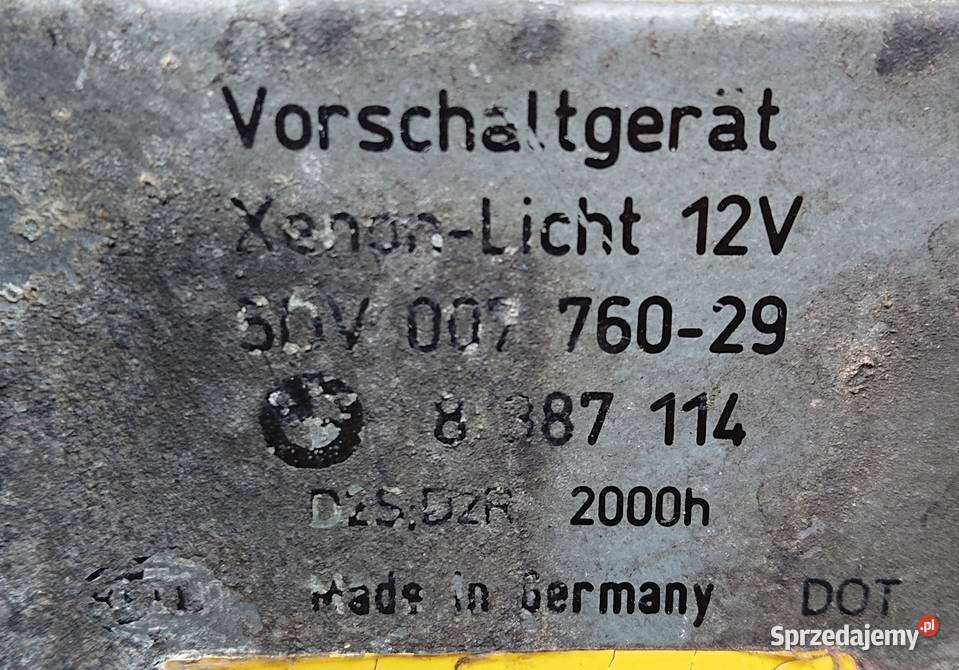 Vorschaltgerät
Xenon-Licht 12V
5DV 007 760-29
8 387 114
D2S,D2R 2000h
Made in Germany DOT
Sprzedajemy.pl